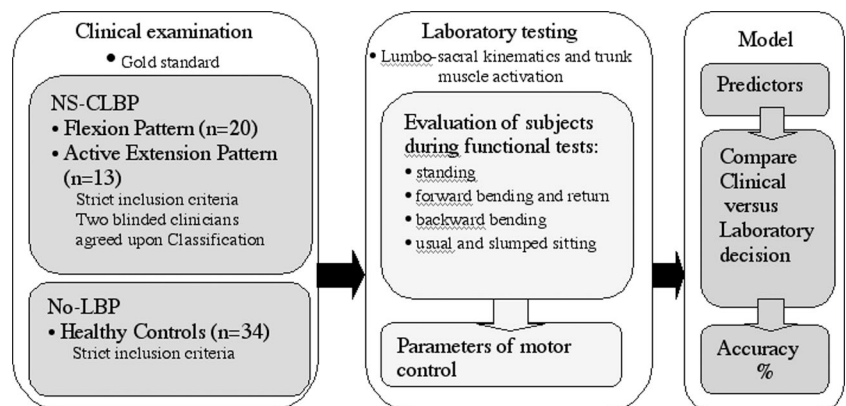 Clinical examination
• Gold standard
NS-CLBP
• Flexion Pattern (n=20)
• Active Extension Pattern
(n=13)
Strict inclusion criteria
Two blinded clinicians
agreed upon Classification
No-LBP
• Healthy Controls (n=34)
Strict inclusion criteria
Laboratory testing
• Lumbo-sacral kinematics and trunk
muscle activation
Evaluation of subjects
during functional tests:
• standing
• forward bending and return
• backward bending
• usual and slumped sitting
Parameters of motor
control
Model
Predictors
Compare
Clinical
versus
Laboratory
decision
Accuracy
%